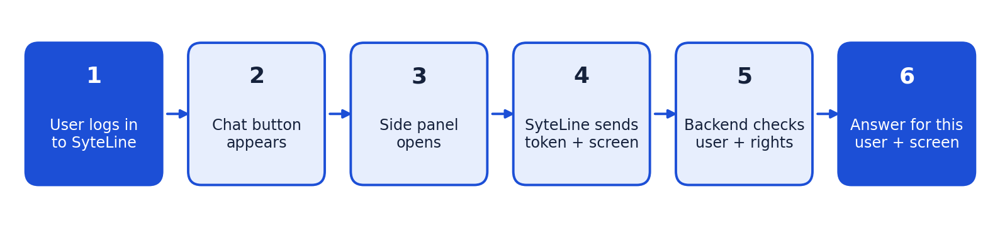 1
User logs in
to SyteLine
2
Chat button
appears
3
Side panel
opens
4
SyteLine sends
token + screen
5
Backend checks
user + rights
6
Answer for this
user + screen